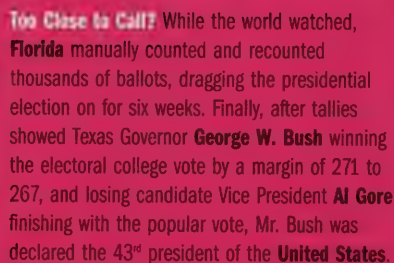 Too Close to Call? While the world watched,
Florida manually counted and recounted
thousands of ballots, dragging the presidential
election on for six weeks. Finally, after tallies
showed Texas Governor George W. Bush winning
the electoral college vote by a margin of 271 to
267, and losing candidate Vice President Al Gore
finishing with the popular vote, Mr. Bush was
declared the 43rd president of the United States.